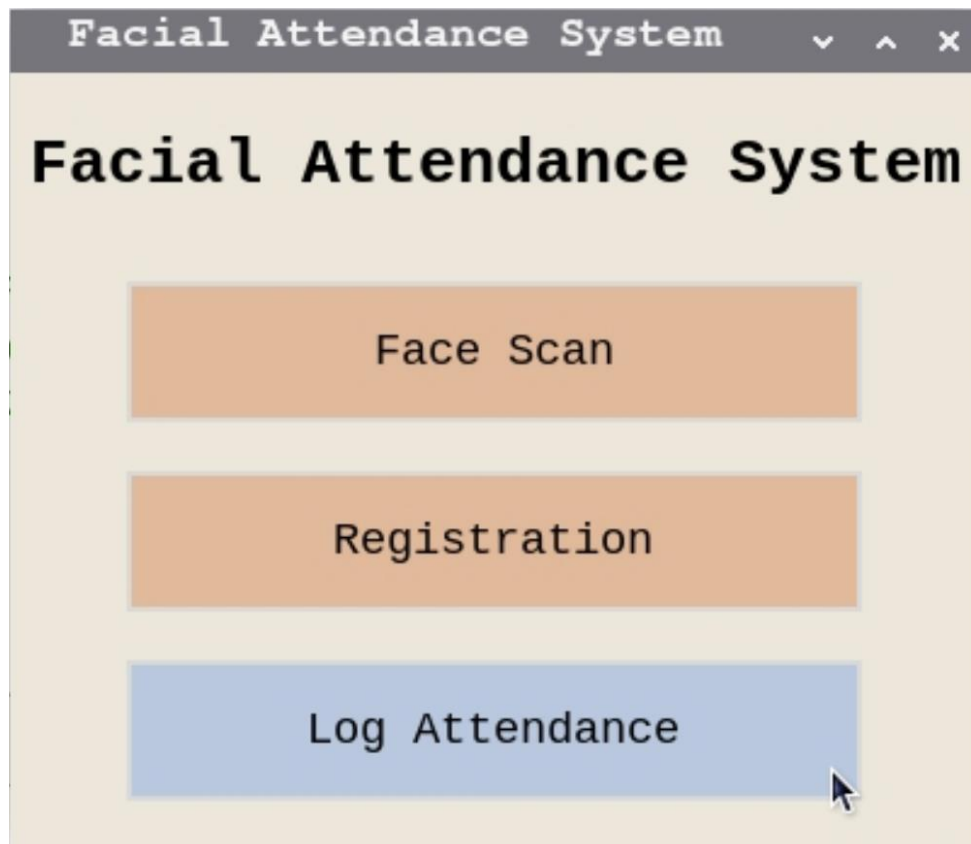 Facial Attendance System
Facial Attendance System
Face Scan
Registration
Log Attendance